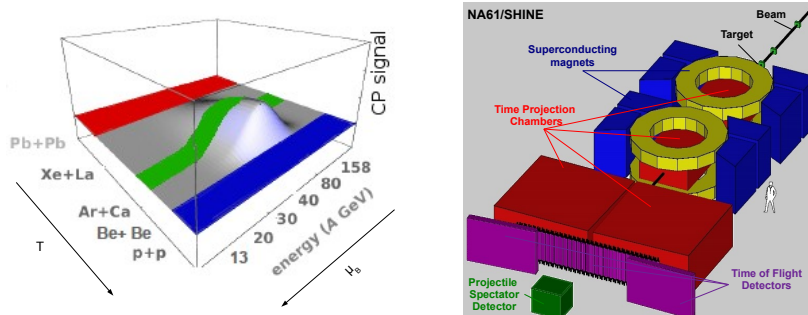 CP signal
Pb+Pb
Xe+La
Ar+Ca
Be+ Be
p+p
13
20
30
40
80
158
energy (A GeV)
T
μB
NA61/SHINE
Beam
Target
Superconducting
magnets
Time Projection
Chambers
Time of Flight
Detectors
Projectile
Spectator
Detector